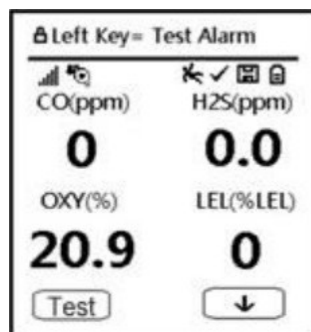 Left Key= Test Alarm
CO(ppm) H2S(ppm)
0 0.0
OXY(%) LEL(%LEL)
20.9 0
Test